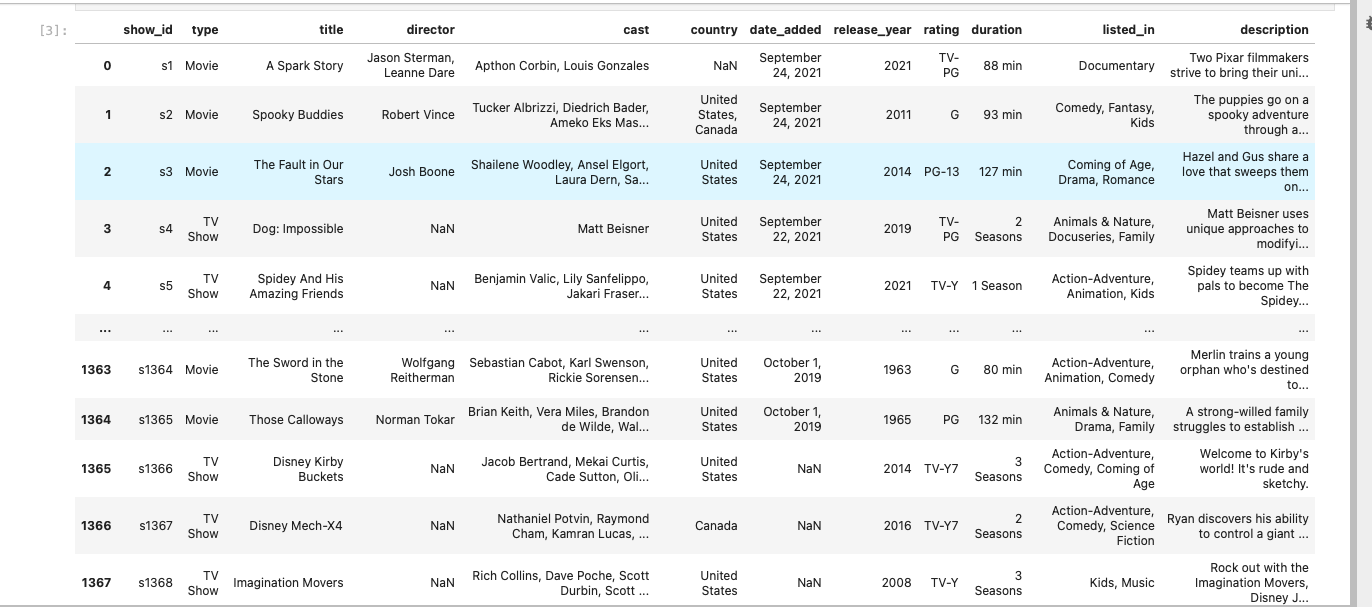 [3]: show_id type title director cast country date_added release_year rating duration listed_in description
0 s1 Movie A Spark Story Jason Sterman, Leanne Dare Apthon Corbin, Louis Gonzales NaN September 24, 2021 2021 TV-PG 88 min Documentary Two Pixar filmmakers strive to bring their uni...
1 s2 Movie Spooky Buddies Robert Vince Tucker Albrizzi, Diedrich Bader, Ameko Eks Mas... United States, Canada September 24, 2021 2011 G 93 min Comedy, Fantasy, Kids The puppies go on a spooky adventure through a...
2 s3 Movie The Fault in Our Stars Josh Boone Shailene Woodley, Ansel Elgort, Laura Dern, Sa... United States September 24, 2021 2014 PG-13 127 min Coming of Age, Drama, Romance Hazel and Gus share a love that sweeps them on...
3 s4 TV Show Dog: Impossible NaN Matt Beisner United States September 22, 2021 2019 TV-PG 2 Seasons Animals & Nature, Docuseries, Family Matt Beisner uses unique approaches to modifyi...
4 s5 TV Show Spidey And His Amazing Friends NaN Benjamin Valic, Lily Sanfelippo, Jakari Fraser... United States September 22, 2021 2021 TV-Y 1 Season Action-Adventure, Animation, Kids Spidey teams up with pals to become The Spidey...
... ... ... ... ... ... ... ... ... ... ... ... ...
1363 s1364 Movie The Sword in the Stone Wolfgang Reitherman Sebastian Cabot, Karl Swenson, Rickie Sorensen... United States October 1, 2019 1963 G 80 min Action-Adventure, Animation, Comedy Merlin trains a young orphan who's destined to...
1364 s1365 Movie Those Calloways Norman Tokar Brian Keith, Vera Miles, Brandon de Wilde, Wal... United States October 1, 2019 1965 PG 132 min Animals & Nature, Drama, Family A strong-willed family struggles to establish ...
1365 s1366 TV Show Disney Kirby Buckets NaN Jacob Bertrand, Mekai Curtis, Cade Sutton, Oli... United States NaN 2014 TV-Y7 3 Seasons Action-Adventure, Comedy, Coming of Age Welcome to Kirby's world! It's rude and sketchy.
1366 s1367 TV Show Disney Mech-X4 NaN Nathaniel Potvin, Raymond Cham, Kamran Lucas, ... Canada NaN 2016 TV-Y7 2 Seasons Action-Adventure, Comedy, Science Fiction Ryan discovers his ability to control a giant ...
1367 s1368 TV Show Imagination Movers NaN Rich Collins, Dave Poche, Scott Durbin, Scott ... United States NaN 2008 TV-Y 3 Seasons Kids, Music Rock out with the Imagination Movers, Disney J...